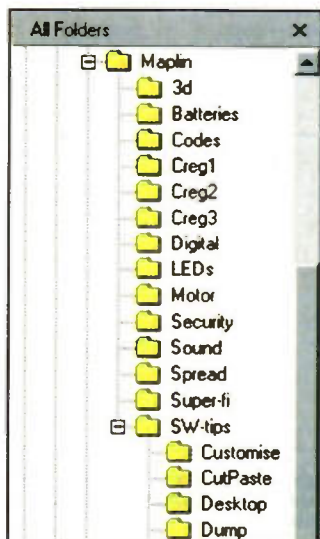 All Folders
Maplin
3d
Batteries
Codes
Creg1
Creg2
Creg3
Digital
LEDs
Motor
Security
Sound
Spread
Super-fi
SW-tips
Customise
CutPaste
Desktop
Dump